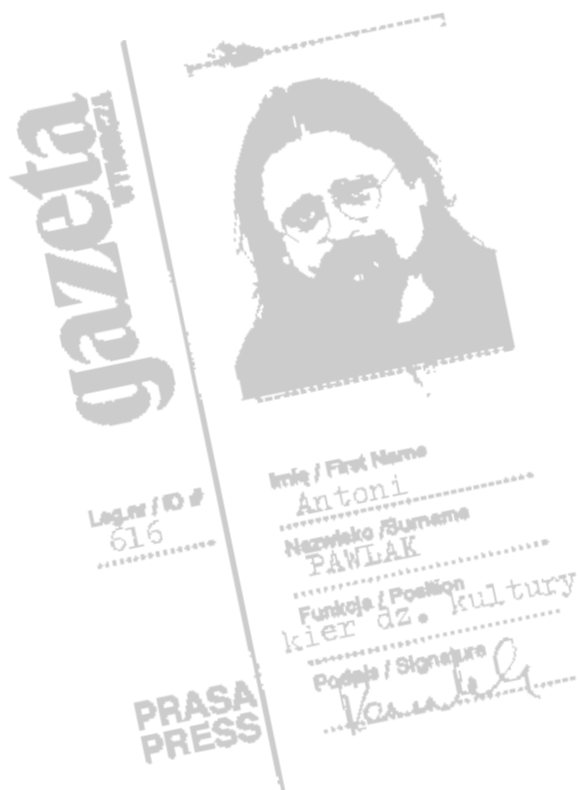 gazeta
WYBORCZA
Imię / First Name
Antoni
Leg.nr / ID #
616
Nazwisko / Surname
PAWLAK
Funkcja / Position
kier dz. kultury
Podpis / Signature
PRASA
PRESS